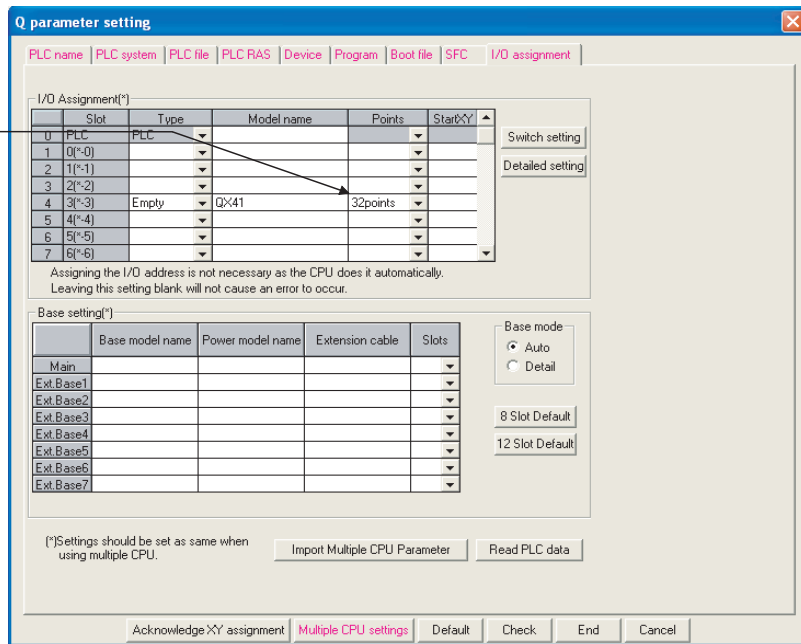 Q parameter setting
PLC name PLC system PLC file PLC RAS Device Program Boot file SFC I/O assignment
I/O Assignment(*)
Slot Type Model name Points StartXY
0 PLC PLC
1 0(*-0)
2 1(*-1)
3 2(*-2)
4 3(*-3) Empty QX41 32points
5 4(*-4)
6 5(*-5)
7 6(*-6)
Switch setting
Detailed setting
Assigning the I/O address is not necessary as the CPU does it automatically.
Leaving this setting blank will not cause an error to occur.
Base setting(*)
Base model name Power model name Extension cable Slots
Main
Ext.Base1
Ext.Base2
Ext.Base3
Ext.Base4
Ext.Base5
Ext.Base6
Ext.Base7
Base mode
Auto
Detail
8 Slot Default
12 Slot Default
(*)Settings should be set as same when
using multiple CPU.
Import Multiple CPU Parameter Read PLC data
Acknowledge XY assignment Multiple CPU settings Default Check End Cancel